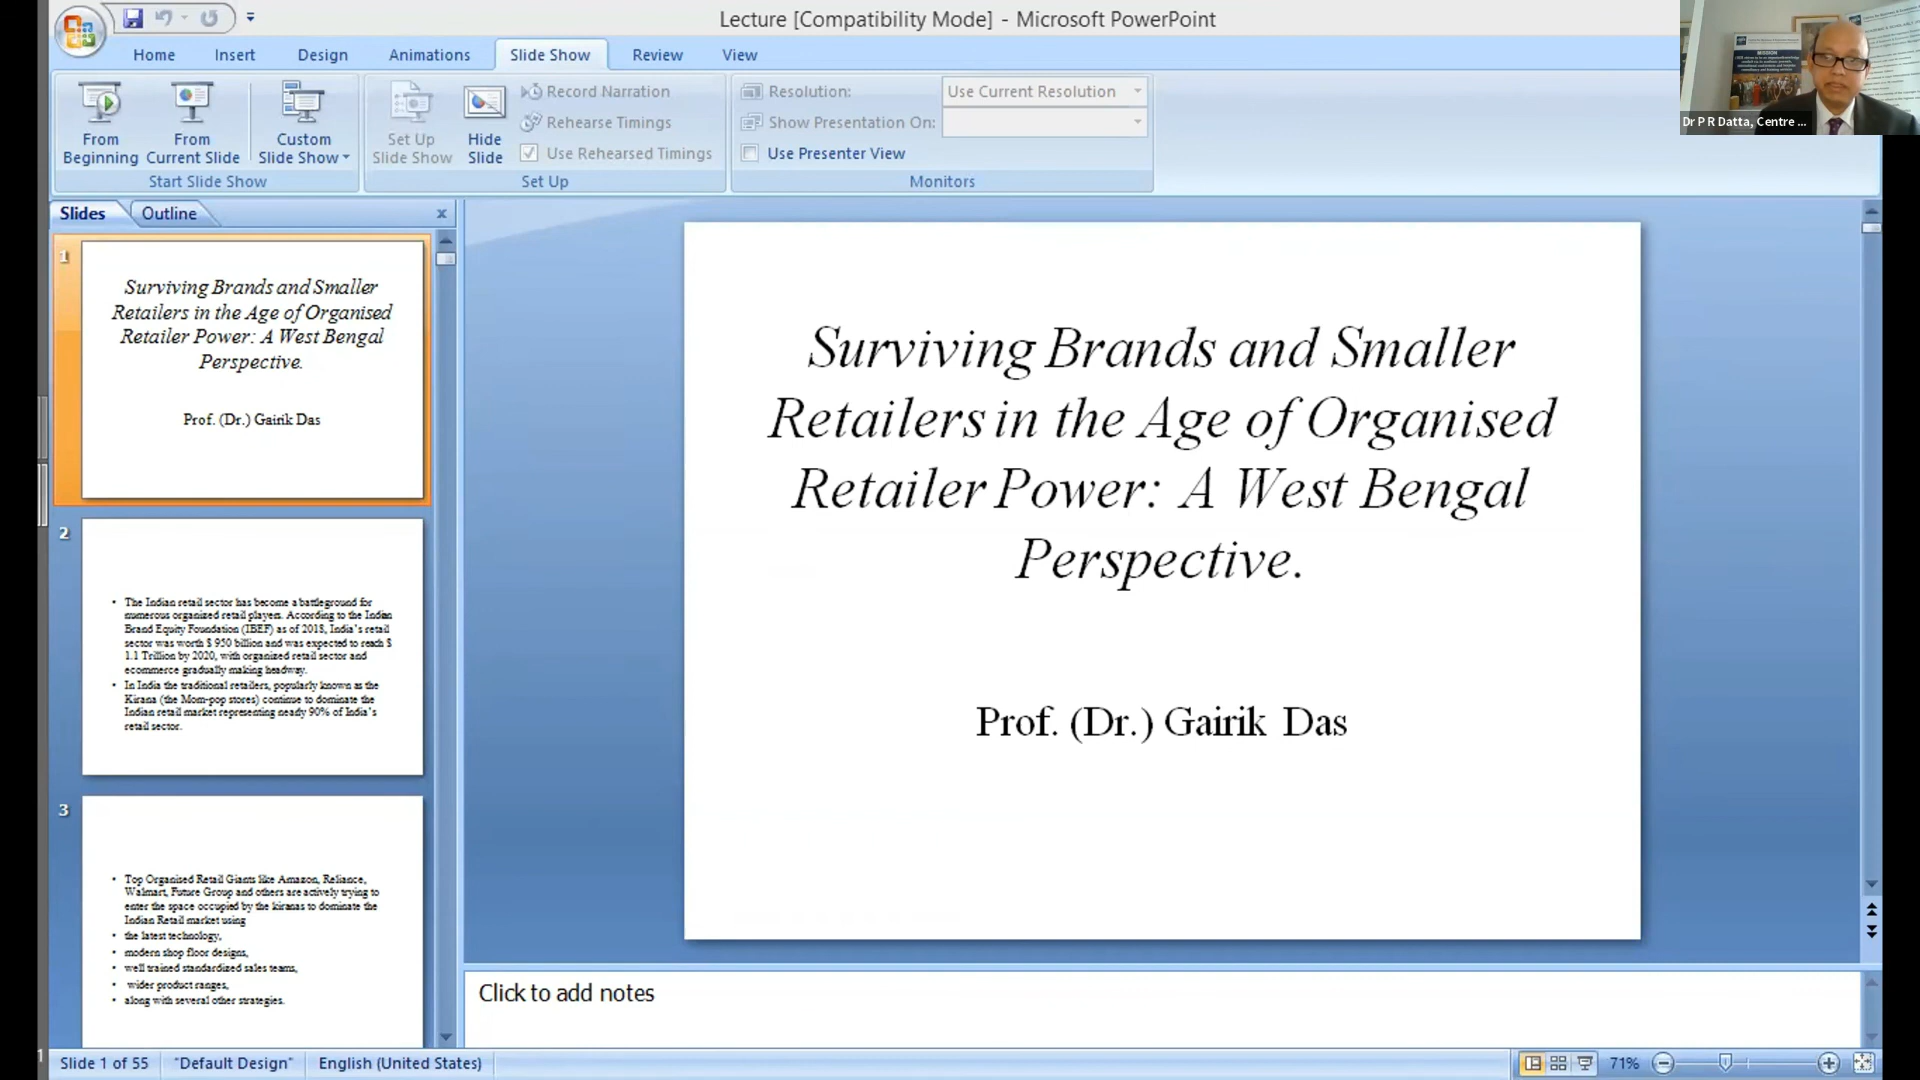 Lecture [Compatibility Mode] - Microsoft PowerPoint
Home Insert Design Animations Slide Show Review View
From Beginning
From Current Slide
Custom Slide Show
Start Slide Show
Set Up Slide Show
Hide Slide
Record Narration
Rehearse Timings
Use Rehearsed Timings
Set Up
Resolution: Use Current Resolution
Show Presentation On:
Use Presenter View
Monitors
MISSION
Dr P R Datta, Centre ...
Slides Outline
1
Surviving Brands and Smaller
Retailers in the Age of Organised
Retailer Power: A West Bengal
Perspective.
Prof. (Dr.) Gairik Das
2
• The Indian retail sector has become a battleground for
numerous organized retail players. According to the Indian
Brand Equity Foundation (IBEF) as of 2018, India's retail
sector was worth $ 950 billion and was expected to reach $
1.1 Trillion by 2020, with organized retail sector and
ecommerce gradually making headway.
• In India the traditional retailers, popularly known as the
Kirana (the Mom-pop stores) continue to dominate the
Indian retail market representing nearly 90% of India's
retail sector.
3
• Top Organised Retail Giants like Amazon, Reliance,
Walmart, Future Group and others are actively trying to
enter the space occupied by the kiranas to dominate the
Indian Retail market using
• the latest technology,
• modern shop floor designs,
• well trained standardized sales teams,
• wider product ranges,
• along with several other strategies.
Surviving Brands and Smaller
Retailers in the Age of Organised
Retailer Power: A West Bengal
Perspective.
Prof. (Dr.) Gairik Das
Click to add notes
Slide 1 of 55 "Default Design" English (United States) 71%